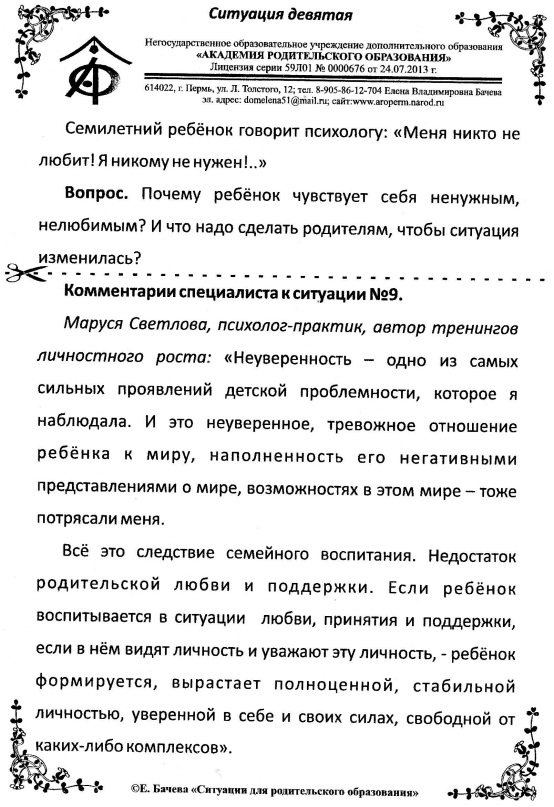 Ситуация девятая
Негосударственное образовательное учреждение дополнительного образования
«АКАДЕМИЯ РОДИТЕЛЬСКОГО ОБРАЗОВАНИЯ»
Лицензия серии 59Л01 № 0000676 от 24.07.2013 г.
614022, г. Пермь, ул. Л. Толстого, 12; тел. 8-905-86-12-704 Елена Владимировна Бачева
эл. адрес: domelena51@mail.ru; сайт:www.aroperm.narod.ru
Семилетний ребёнок говорит психологу: «Меня никто не
любит! Я никому не нужен!..»
Вопрос. Почему ребёнок чувствует себя ненужным,
нелюбимым? И что надо сделать родителям, чтобы ситуация
изменилась?
Комментарии специалиста к ситуации №9.
Маруся Светлова, психолог-практик, автор тренингов
личностного роста: «Неуверенность – одно из самых
сильных проявлений детской проблемности, которое я
наблюдала. И это неуверенное, тревожное отношение
ребёнка к миру, наполненность его негативными
представлениями о мире, возможностях в этом мире – тоже
потрясали меня.
Всё это следствие семейного воспитания. Недостаток
родительской любви и поддержки. Если ребёнок
воспитывается в ситуации любви, принятия и поддержки,
если в нём видят личность и уважают эту личность, - ребёнок
формируется, вырастает полноценной, стабильной
личностью, уверенной в себе и своих силах, свободной от
каких-либо комплексов».
©Е. Бачева «Ситуации для родительского образования»